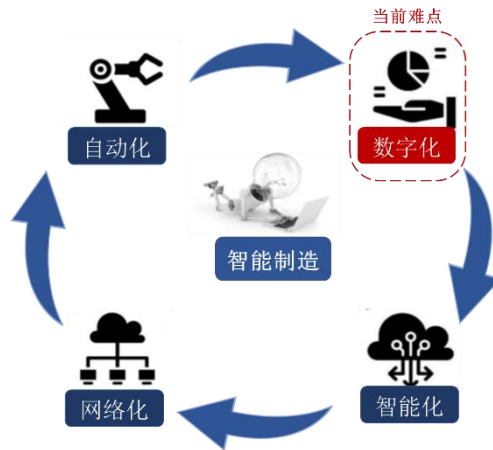 当前难点
自动化
数字化
智能制造
网络化
智能化